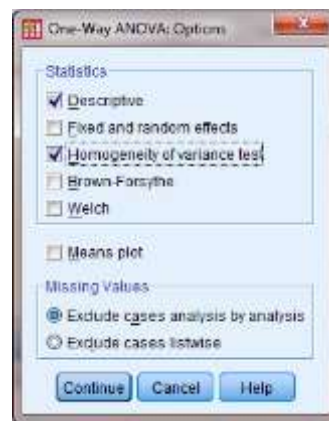 One-Way ANOVA: Options
Statistics
Descriptive
Fixed and random effects
Homogeneity of variance test
Brown-Forsythe
Welch
Means plot
Missing Values
Exclude cases analysis by analysis
Exclude cases listwise
Continue Cancel Help